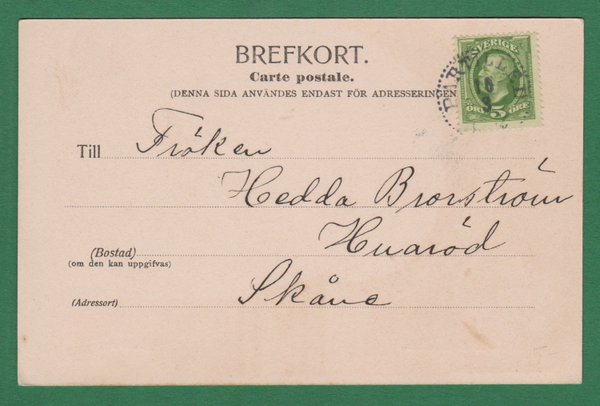 BREFKORT.
Carte postale.
(DENNA SIDA ANVÄNDES ENDAST FÖR ADRESSERINGEN
SVERIGE
5
ÖRE ÖRE
Till Fröken
Hedda Brorström
(Bostad) Huaröd
(om den kan uppgifvas)
(Adressort) Skåne